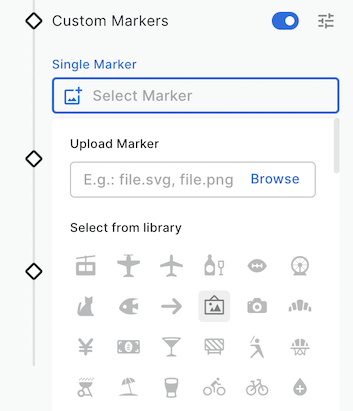 Custom Markers
Single Marker
Select Marker
Upload Marker
E.g.: file.svg, file.png Browse
Select from library